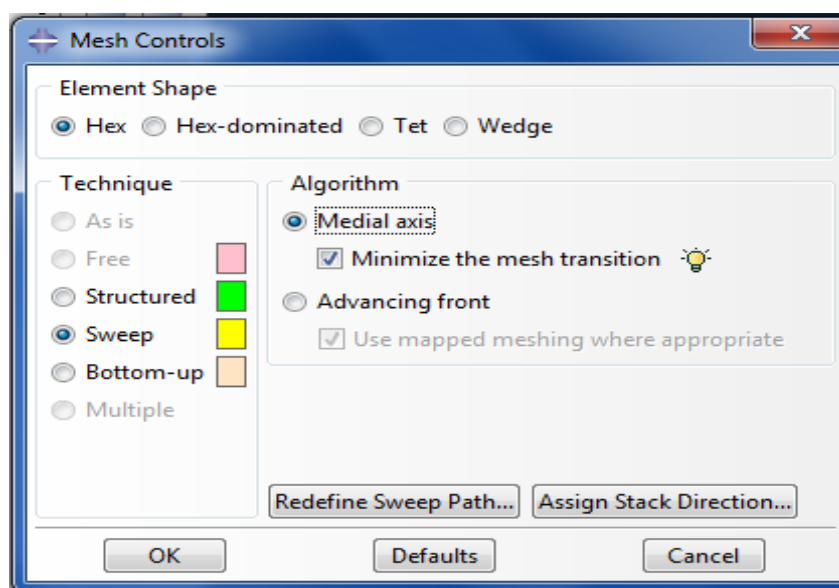 Mesh Controls
Element Shape
Hex Hex-dominated Tet Wedge
Technique
As is
Free
Structured
Sweep
Bottom-up
Multiple
Algorithm
Medial axis
Minimize the mesh transition
Advancing front
Use mapped meshing where appropriate
Redefine Sweep Path... Assign Stack Direction...
OK Defaults Cancel